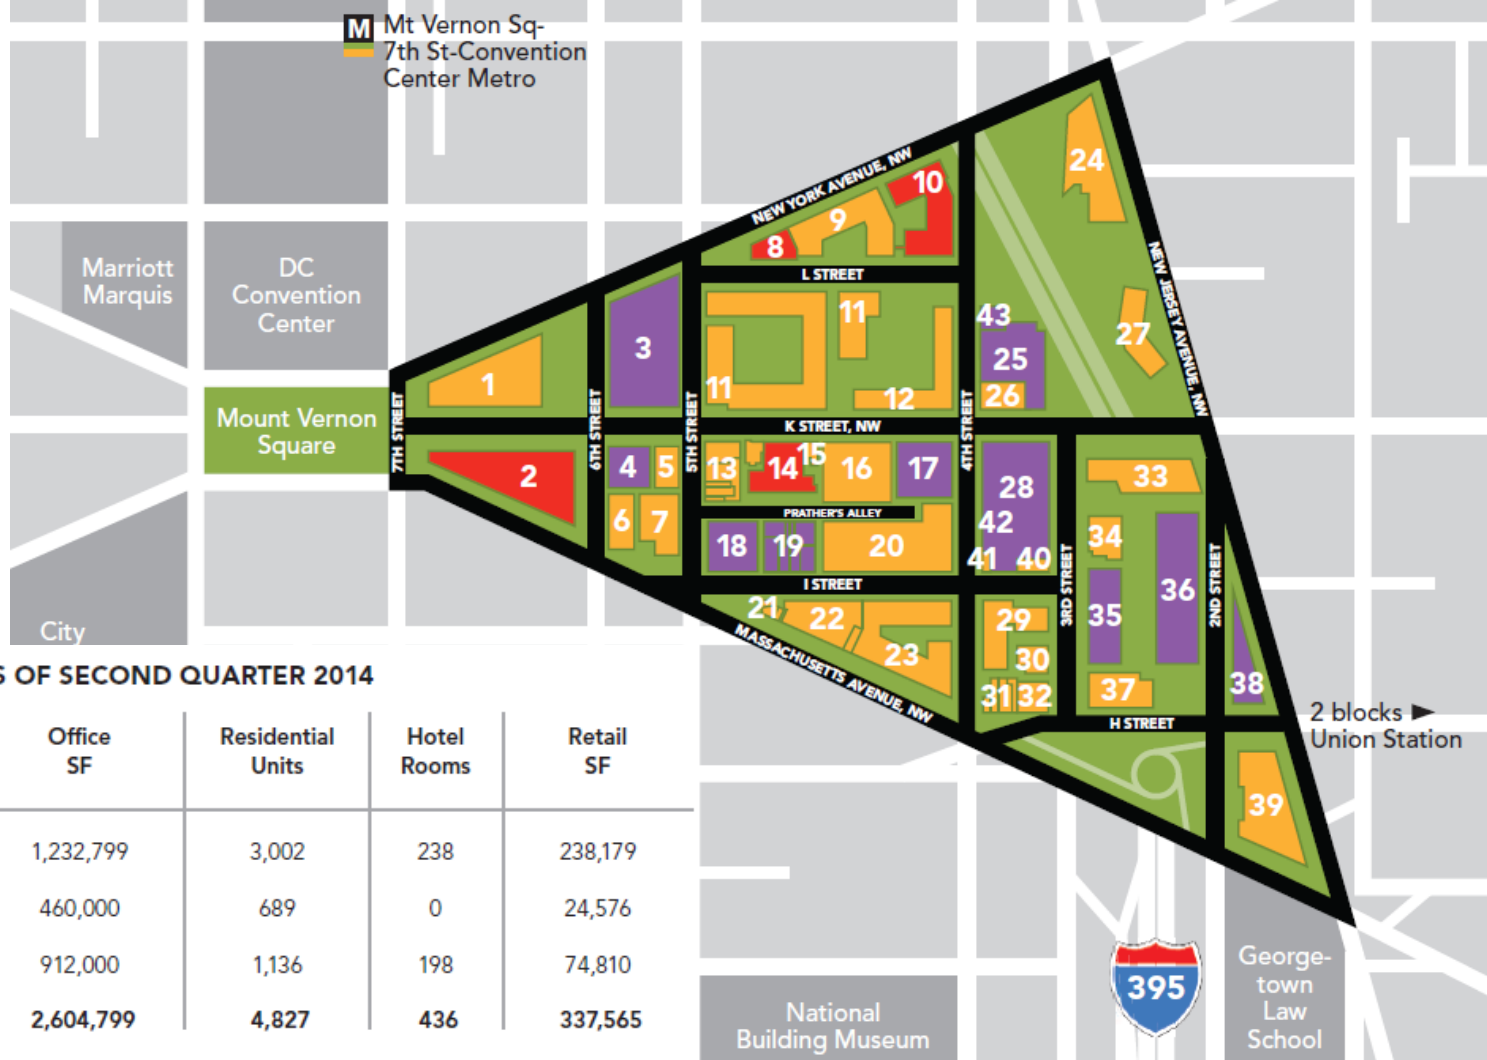 M
Mt Vernon Sq-
7th St-Convention
Center Metro
Marriott
Marquis
DC
Convention
Center
Mount Vernon
Square
City
NEW YORK AVENUE, NW
NEW JERSEY AVENUE, NW
MASSACHUSETTS AVENUE, NW
L STREET
K STREET, NW
PRATHER'S ALLEY
I STREET
H STREET
7TH STREET
6TH STREET
5TH STREET
4TH STREET
3RD STREET
2ND STREET
1
2
3
4
5
6
7
8
9
10
11
11
12
13
14
15
16
17
18
19
20
21
22
23
24
25
26
27
28
29
30
31
32
33
34
35
36
37
38
39
40
41
42
43
2 blocks ►
Union Station
395
George-
town
Law
School
National
Building Museum
S OF SECOND QUARTER 2014
Office Residential Hotel Retail
SF Units Rooms SF
1,232,799 3,002 238 238,179
460,000 689 0 24,576
912,000 1,136 198 74,810
2,604,799 4,827 436 337,565